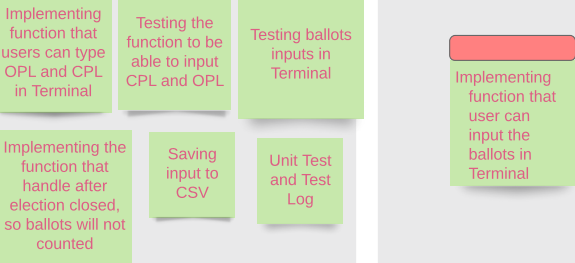 Implementing
function that
users can type
OPL and CPL
in Terminal
Testing the
function to be
able to input
CPL and OPL
Testing ballots
inputs in
Terminal
Implementing the
function that
handle after
election closed,
so ballots will not
counted
Saving
input to
CSV
Unit Test
and Test
Log
Implementing
function that
user can
input the
ballots in
Terminal